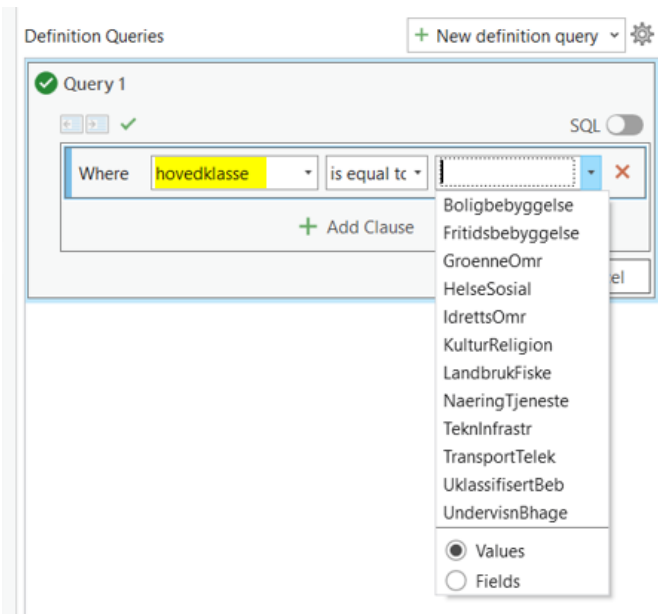 Definition Queries
+ New definition query
Query 1
SQL
Where hovedklasse is equal tc
+ Add Clause
Boligbebyggelse
Fritidsbebyggelse
GroenneOmr
HelseSosial
el
IdrettsOmr
KulturReligion
LandbrukFiske
NaeringTjeneste
TeknInfrastr
TransportTelek
UklassifisertBeb
UndervisnBhage
Values
Fields